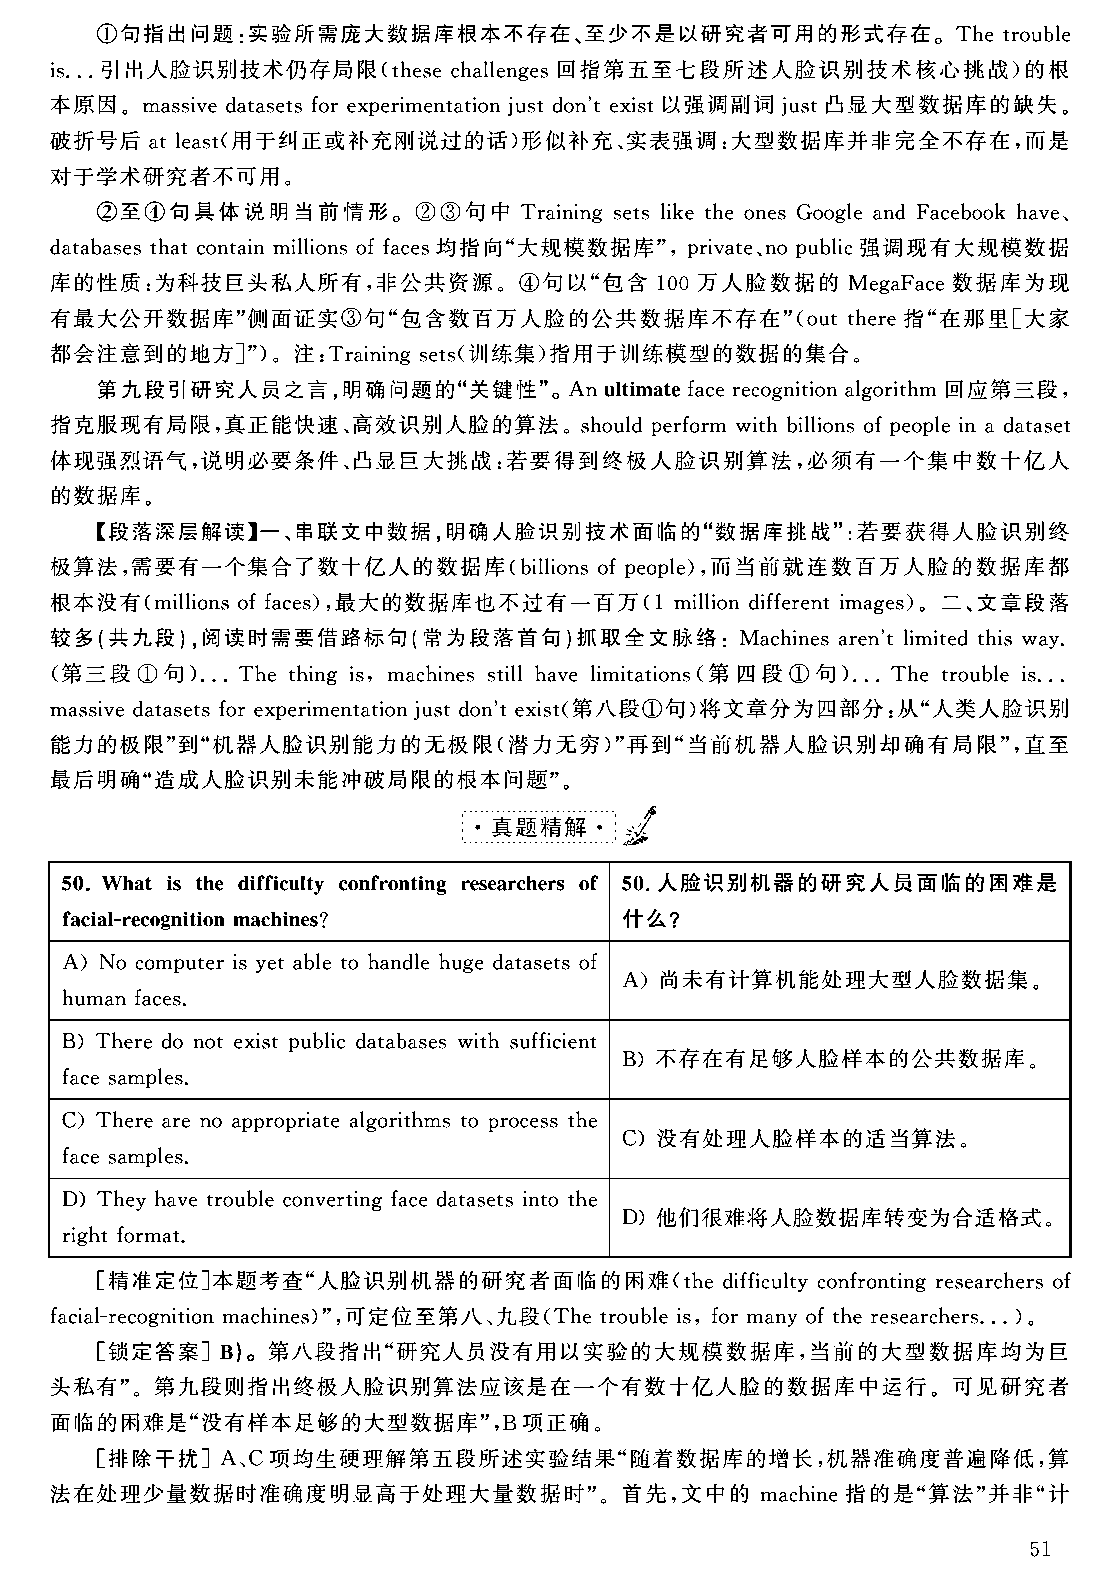 ①句指出问题:实验所需庞大数据库根本不存在、至少不是以研究者可用的形式存在。The trouble
is...引出人脸识别技术仍存局限(these challenges 回指第五至七段所述人脸识别技术核心挑战)的根
本原因。massive datasets for experimentation just don't exist 以强调副词 just 凸显大型数据库的缺失。
破折号后 at least(用于纠正或补充刚说过的话)形似补充、实表强调:大型数据库并非完全不存在,而是
对于学术研究者不可用。
②至④句具体说明当前情形。②③句中 Training sets like the ones Google and Facebook have、
databases that contain millions of faces 均指向“大规模数据库”, private、no public 强调现有大规模数据
库的性质:为科技巨头私人所有,非公共资源。④句以“包含 100 万人脸数据的 MegaFace 数据库为现
有最大公开数据库”侧面证实③句“包含数百万人脸的公共数据库不存在”(out there 指“在那里[大家
都会注意到的地方]”)。注:Training sets(训练集)指用于训练模型的数据的集合。
第九段引研究人员之言,明确问题的“关键性”。An ultimate face recognition algorithm 回应第三段,
指克服现有局限,真正能快速、高效识别人脸的算法。should perform with billions of people in a dataset
体现强烈语气,说明必要条件、凸显巨大挑战:若要得到终极人脸识别算法,必须有一个集中数十亿人
的数据库。
【段落深层解读】一、串联文中数据,明确人脸识别技术面临的“数据库挑战”:若要获得人脸识别终
极算法,需要有一个集合了数十亿人的数据库(billions of people),而当前就连数百万人脸的数据库都
根本没有(millions of faces),最大的数据库也不过有一百万(1 million different images)。二、文章段落
较多(共九段),阅读时需要借路标句(常为段落首句)抓取全文脉络: Machines aren't limited this way.
(第三段①句)... The thing is, machines still have limitations(第四段①句)... The trouble is...
massive datasets for experimentation just don't exist(第八段①句)将文章分为四部分:从“人类人脸识别
能力的极限”到“机器人脸识别能力的无极限(潜力无穷)”再到“当前机器人脸识别却确有局限”,直至
最后明确“造成人脸识别未能冲破局限的根本问题”。
·真题精解·
50. What is the difficulty confronting researchers of
facial-recognition machines?
50. 人脸识别机器的研究人员面临的困难是
什么?
A) No computer is yet able to handle huge datasets of
human faces.
A) 尚未有计算机能处理大型人脸数据集。
B) There do not exist public databases with sufficient
face samples.
B) 不存在有足够人脸样本的公共数据库。
C) There are no appropriate algorithms to process the
face samples.
C) 没有处理人脸样本的适当算法。
D) They have trouble converting face datasets into the
right format.
D) 他们很难将人脸数据库转变为合适格式。
[精准定位]本题考查“人脸识别机器的研究者面临的困难(the difficulty confronting researchers of
facial-recognition machines)”,可定位至第八、九段(The trouble is, for many of the researchers...)。
[锁定答案] B)。第八段指出“研究人员没有用以实验的大规模数据库,当前的大型数据库均为巨
头私有”。第九段则指出终极人脸识别算法应该是在一个有数十亿人脸的数据库中运行。可见研究者
面临的困难是“没有样本足够的大型数据库”,B项正确。
[排除干扰] A、C项均生硬理解第五段所述实验结果“随着数据库的增长,机器准确度普遍降低,算
法在处理少量数据时准确度明显高于处理大量数据时”。首先,文中的 machine 指的是“算法”并非“计
51